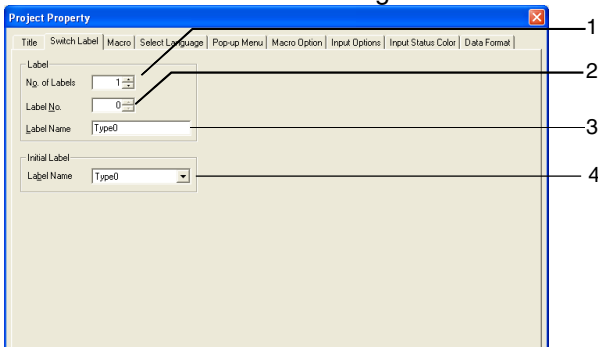 Project Property
Title Switch Label Macro Select Language Pop-up Menu Macro Option Input Options Input Status Color Data Format
1
Label
No. of Labels 1
2
Label No. 0
Label Name Type0
3
Initial Label
Label Name Type0
4